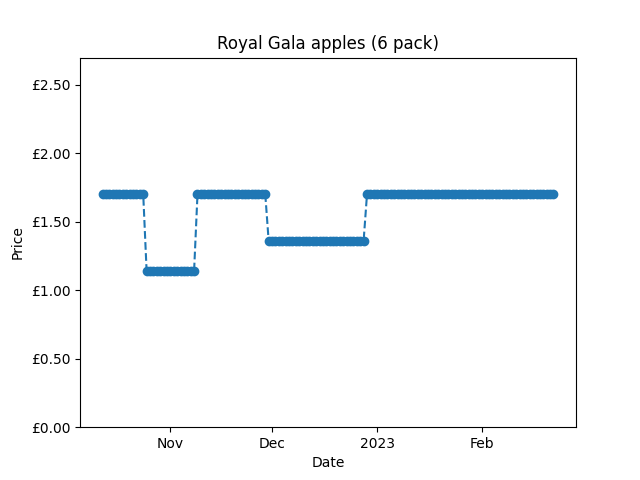 Royal Gala apples (6 pack)
£2.50
£2.00
£1.50
£1.00
£0.50
£0.00
Price
Nov Dec 2023 Feb
Date